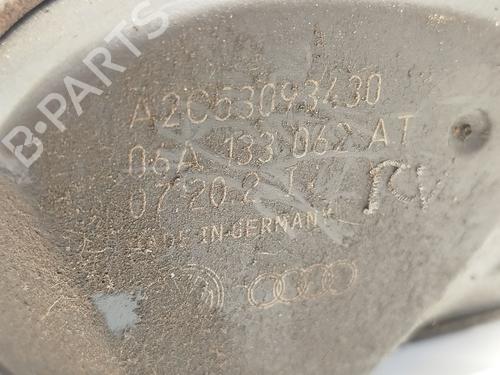 B-PARTS
A2C53093430
06A 133 062 AT
07 20 2
MADE IN GERMANY